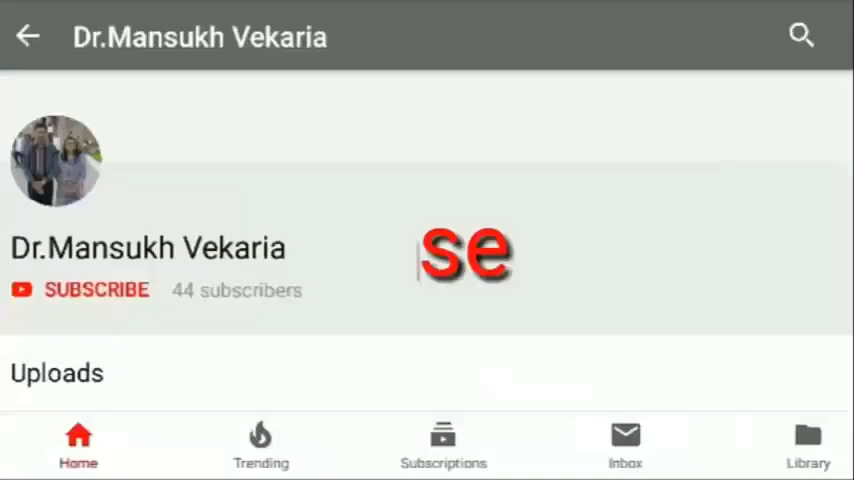 Dr.Mansukh Vekaria
Dr.Mansukh Vekaria
se
SUBSCRIBE 44 subscribers
Uploads
Home Trending Subscriptions Inbox Library